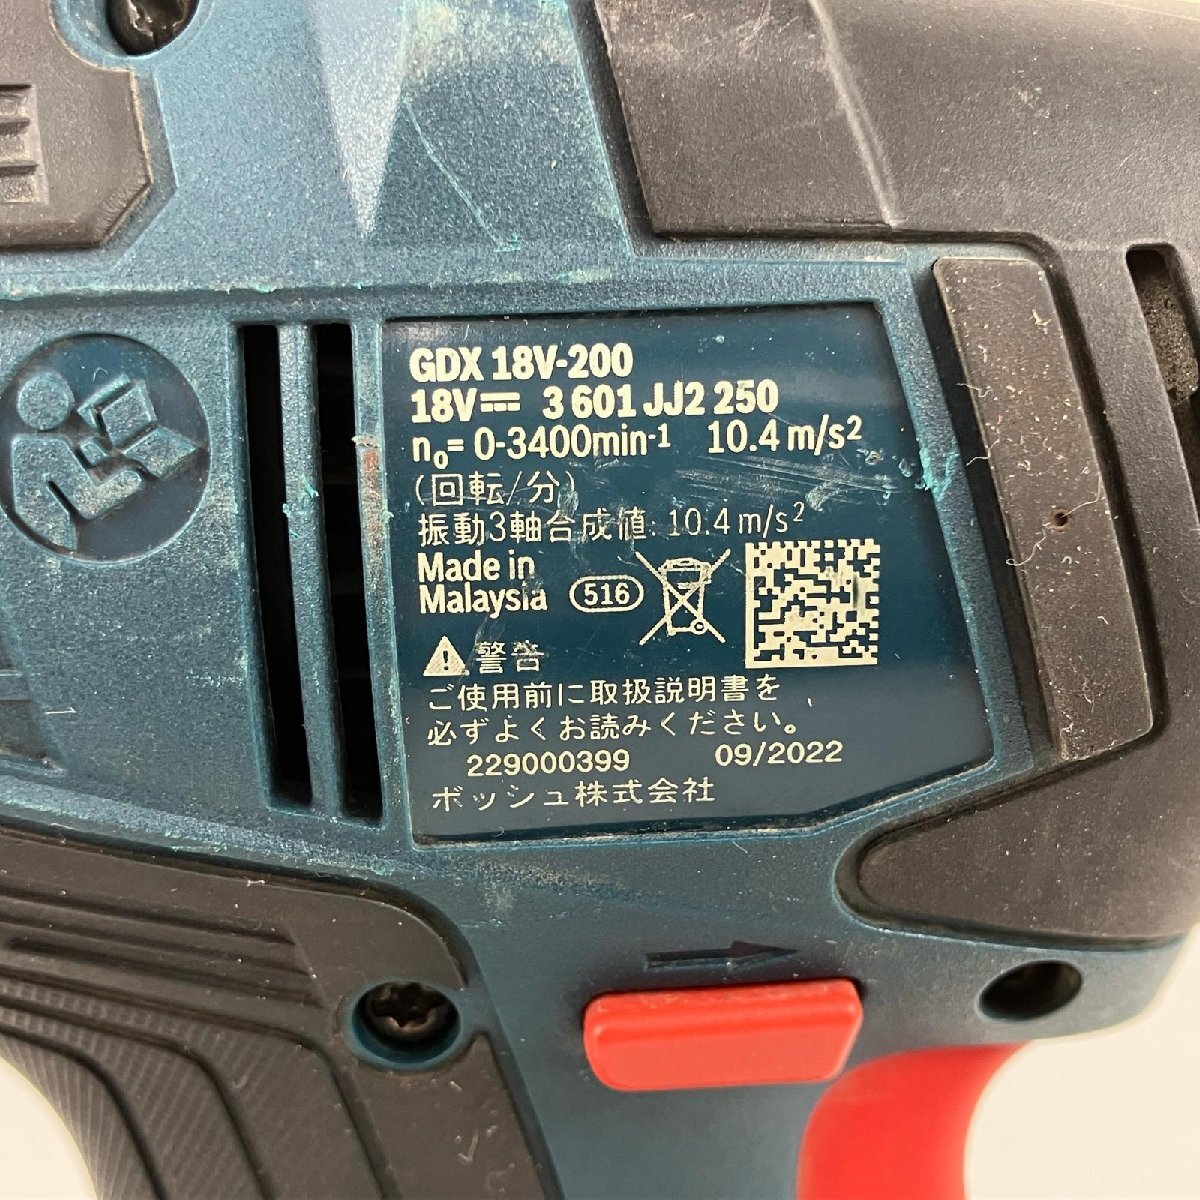 GDX 18V-200
18V⎓ 3 601 JJ2 250
n₀= 0-3400min⁻¹ 10.4 m/s²
(回転/分)
振動3軸合成値: 10.4 m/s²
Made in
Malaysia 516
警告
ご使用前に取扱説明書を
必ずよくお読みください。
229000399 09/2022
ボッシュ株式会社